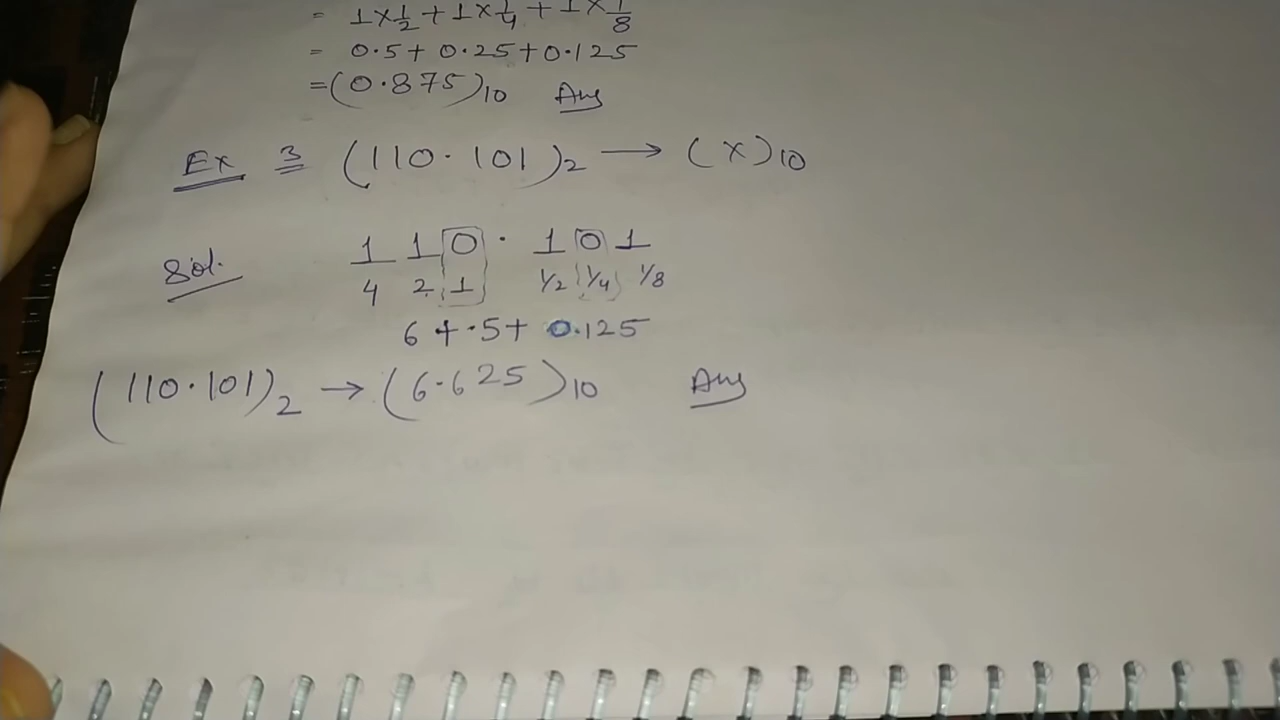 = 1×1/2 + 1×1/4 + 1×1/8
= 0.5 + 0.25 + 0.125
= (0.875)10 Ans
Ex 3 (110.101)2 → (x)10
Sol. 1 1 0 . 1 0 1
4 2 1 1/2 1/4 1/8
6 + .5 + 0.125
(110.101)2 → (6.625)10 Ans